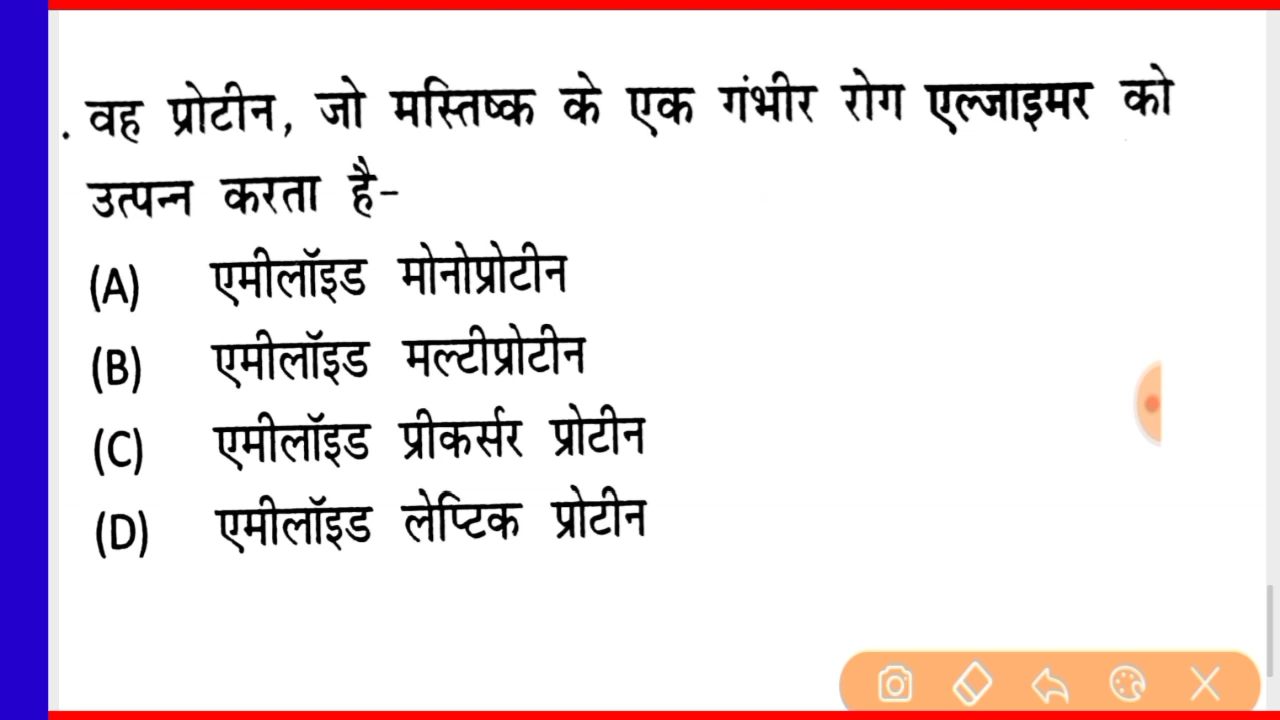 . वह प्रोटीन, जो मस्तिष्क के एक गंभीर रोग एल्जाइमर को
उत्पन्न करता है-
(A) एमीलॉइड मोनोप्रोटीन
(B) एमीलॉइड मल्टीप्रोटीन
(C) एमीलॉइड प्रीकर्सर प्रोटीन
(D) एमीलॉइड लेप्टिक प्रोटीन